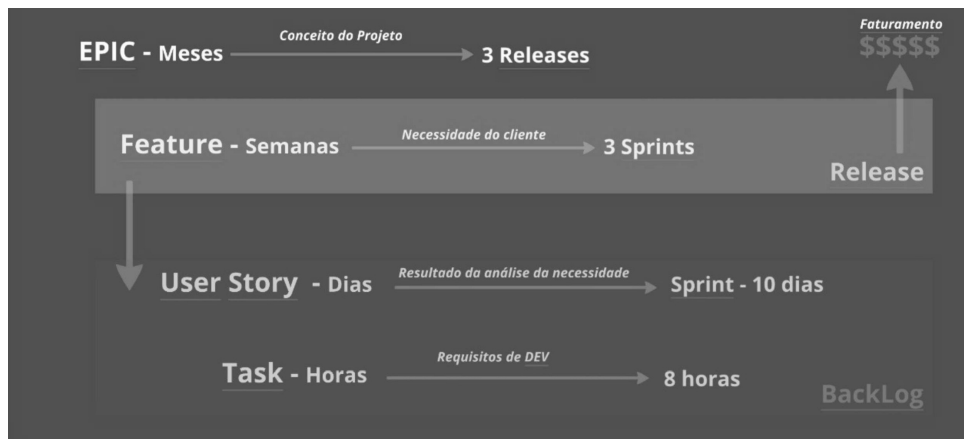 Faturamento
$$$$$
EPIC - Meses
Conceito do Projeto
3 Releases
Feature - Semanas
Necessidade do cliente
3 Sprints
Release
User Story - Dias
Resultado da análise da necessidade
Sprint - 10 dias
Task - Horas
Requisitos de DEV
8 horas
BackLog